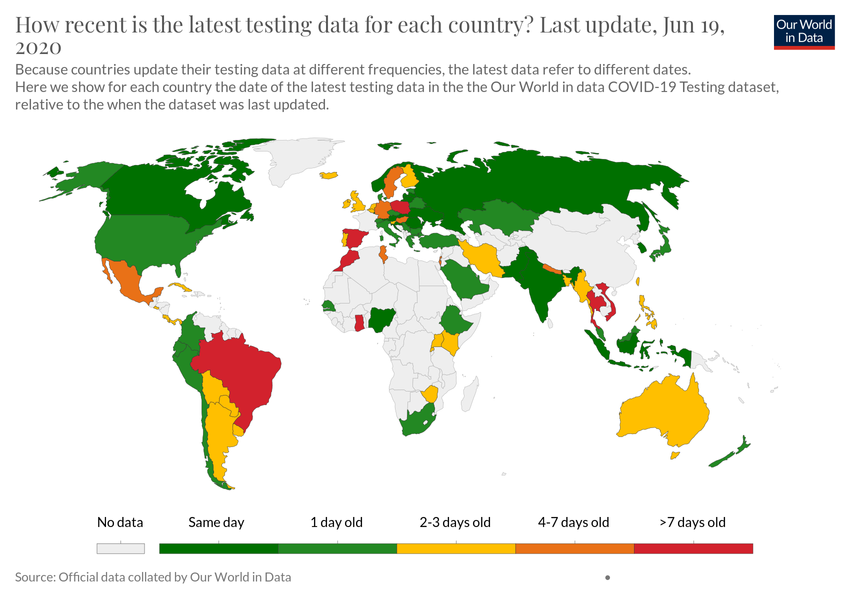 How recent is the latest testing data for each country? Last update, Jun 19,
2020
Our World
in Data
Because countries update their testing data at different frequencies, the latest data refer to different dates.
Here we show for each country the date of the latest testing data in the the Our World in data COVID-19 Testing dataset,
relative to the when the dataset was last updated.
No data
Same day
1 day old
2-3 days old
4-7 days old
>7 days old
Source: Official data collated by Our World in Data